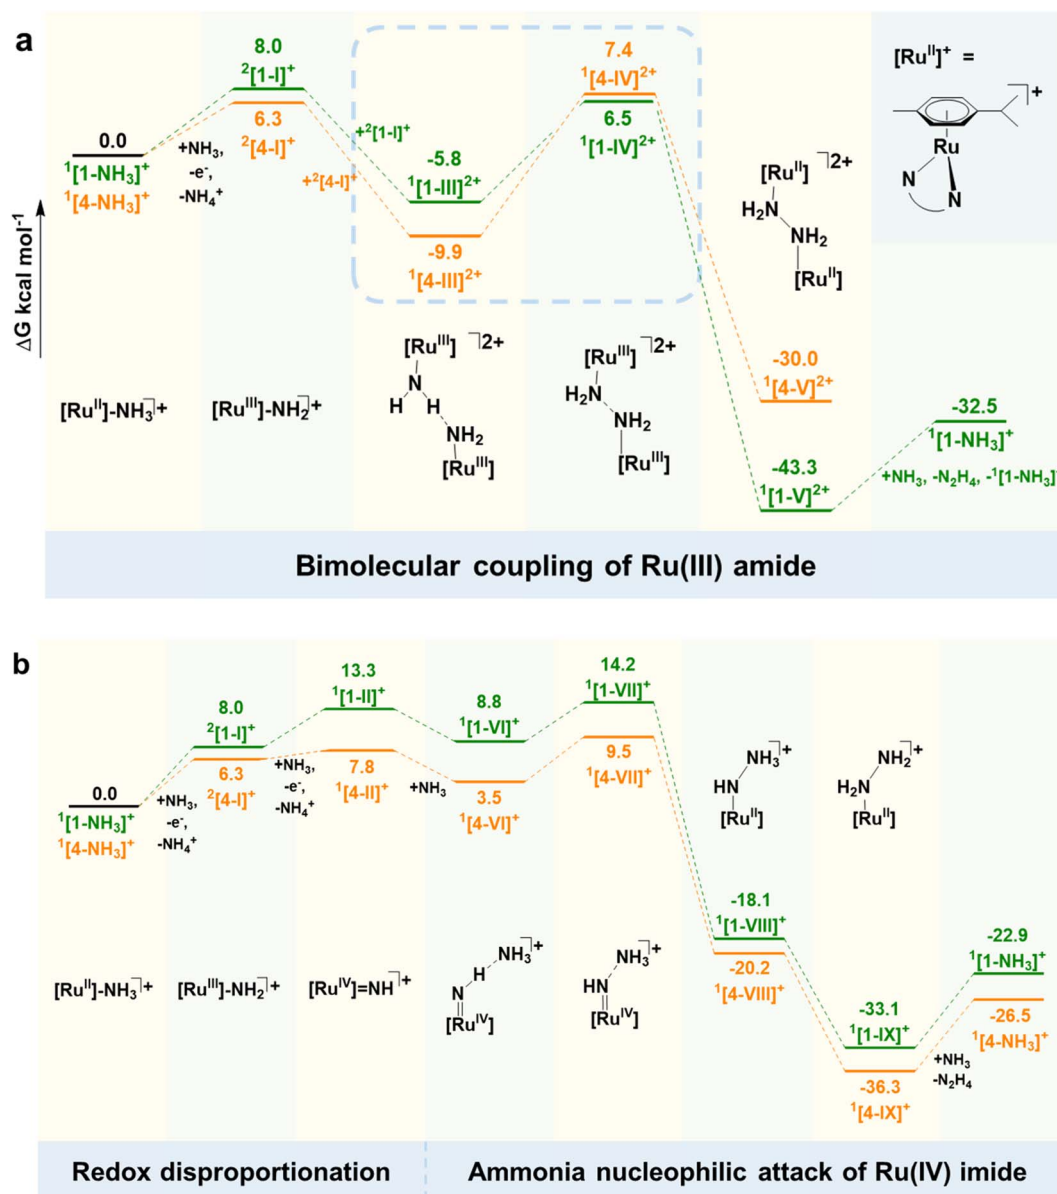 a
ΔG kcal mol⁻¹
0.0
¹[1-NH₃]⁺
¹[4-NH₃]⁺
8.0
²[1-I]⁺
6.3
²[4-I]⁺
+NH₃,
-e⁻,
-NH₄⁺
+²[1-I]⁺
+²[4-I]⁺
-5.8
¹[1-III]²⁺
-9.9
¹[4-III]²⁺
7.4
¹[4-IV]²⁺
6.5
¹[1-IV]²⁺
[Ruᴵᴵ]⁺ =
+
Ru
N
N
[Ruᴵᴵ]
2+
H₂N
NH₂
[Ruᴵᴵ]
-30.0
¹[4-V]²⁺
-43.3
¹[1-V]²⁺
-32.5
¹[1-NH₃]⁺
+NH₃, -N₂H₄, -¹[1-NH₃]⁺
[Ruᴵᴵ]-NH₃⁺
[Ruᴵᴵᴵ]-NH₂⁺
[Ruᴵᴵᴵ]
2+
N
H
H
NH₂
[Ruᴵᴵᴵ]
[Ruᴵᴵᴵ]
2+
H₂N
NH₂
[Ruᴵᴵᴵ]
Bimolecular coupling of Ru(III) amide
b
0.0
¹[1-NH₃]⁺
¹[4-NH₃]⁺
+NH₃,
-e⁻,
-NH₄⁺
8.0
²[1-I]⁺
6.3
²[4-I]⁺
+NH₃,
-e⁻,
-NH₄⁺
13.3
¹[1-II]⁺
7.8
¹[4-II]⁺
+NH₃
8.8
¹[1-VI]⁺
3.5
¹[4-VI]⁺
14.2
¹[1-VII]⁺
9.5
¹[4-VII]⁺
NH₃⁺
HN
[Ruᴵᴵ]
NH₂⁺
H₂N
[Ruᴵᴵ]
-18.1
¹[1-VIII]⁺
-20.2
¹[4-VIII]⁺
-33.1
¹[1-IX]⁺
-36.3
¹[4-IX]⁺
+NH₃
-N₂H₄
-22.9
¹[1-NH₃]⁺
-26.5
¹[4-NH₃]⁺
[Ruᴵᴵ]-NH₃⁺
[Ruᴵᴵᴵ]-NH₂⁺
[Ruᴵⱽ]=NH⁺
NH₃⁺
H
N
[Ruᴵⱽ]
NH₃⁺
HN
[Ruᴵⱽ]
Redox disproportionation
Ammonia nucleophilic attack of Ru(IV) imide